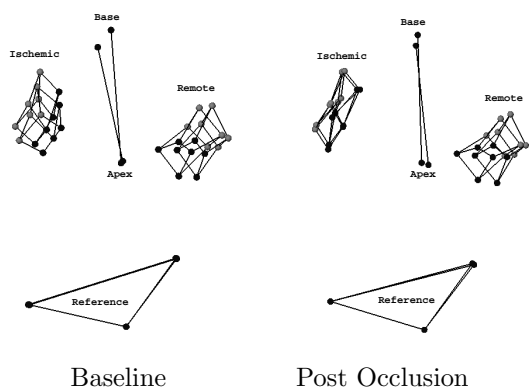 Base
Ischemic
Remote
Apex
Reference
Baseline
Base
Ischemic
Remote
Apex
Reference
Post Occlusion